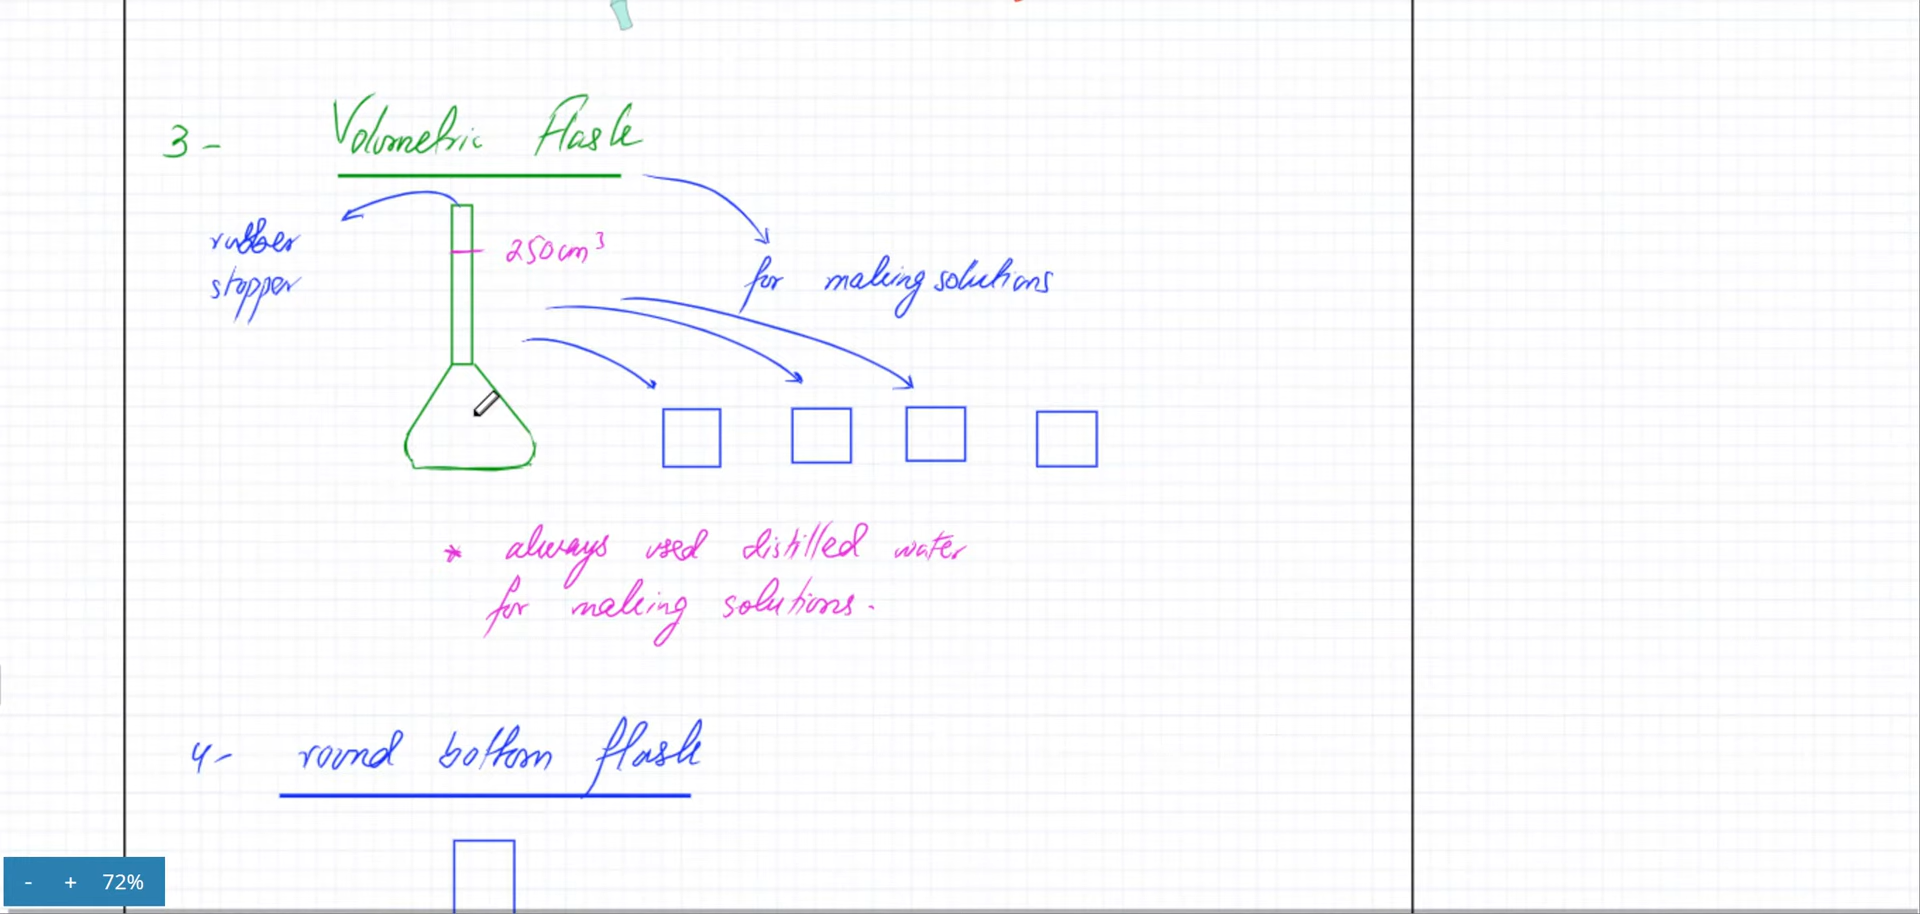 3- Volumetric Flask
rubber
stopper
250cm³
for making solutions
* always used distilled water
for making solutions.
4- round bottom flask
- + 72%